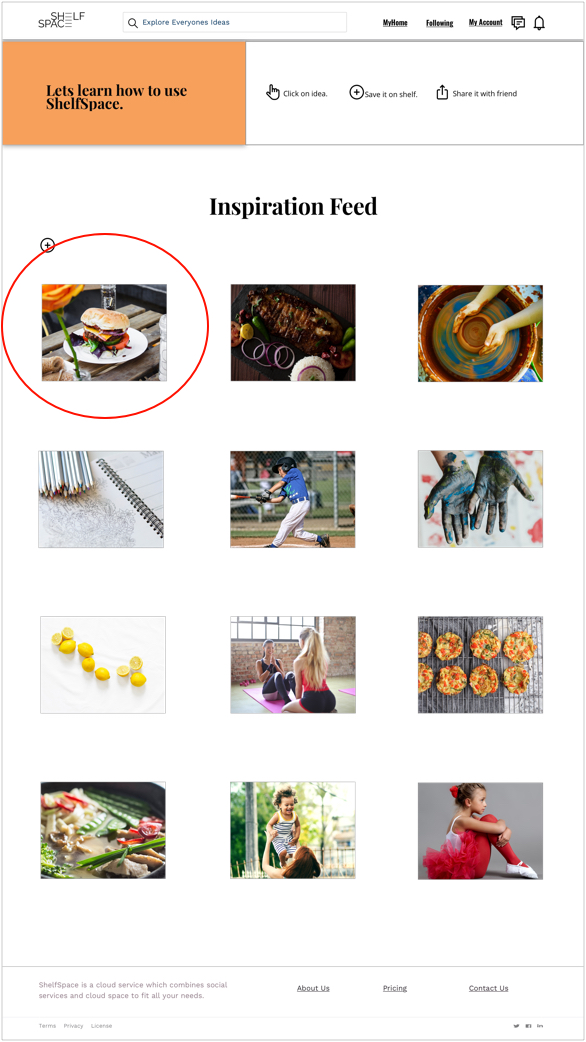 SHELF
SPACE
Explore Everyones Ideas
MyHome
Following
My Account
Lets learn how to use
ShelfSpace.
Click on idea.
Save it on shelf.
Share it with friend
Inspiration Feed
ShelfSpace is a cloud service which combines social
services and cloud space to fit all your needs.
About Us
Pricing
Contact Us
Terms
Privacy
License